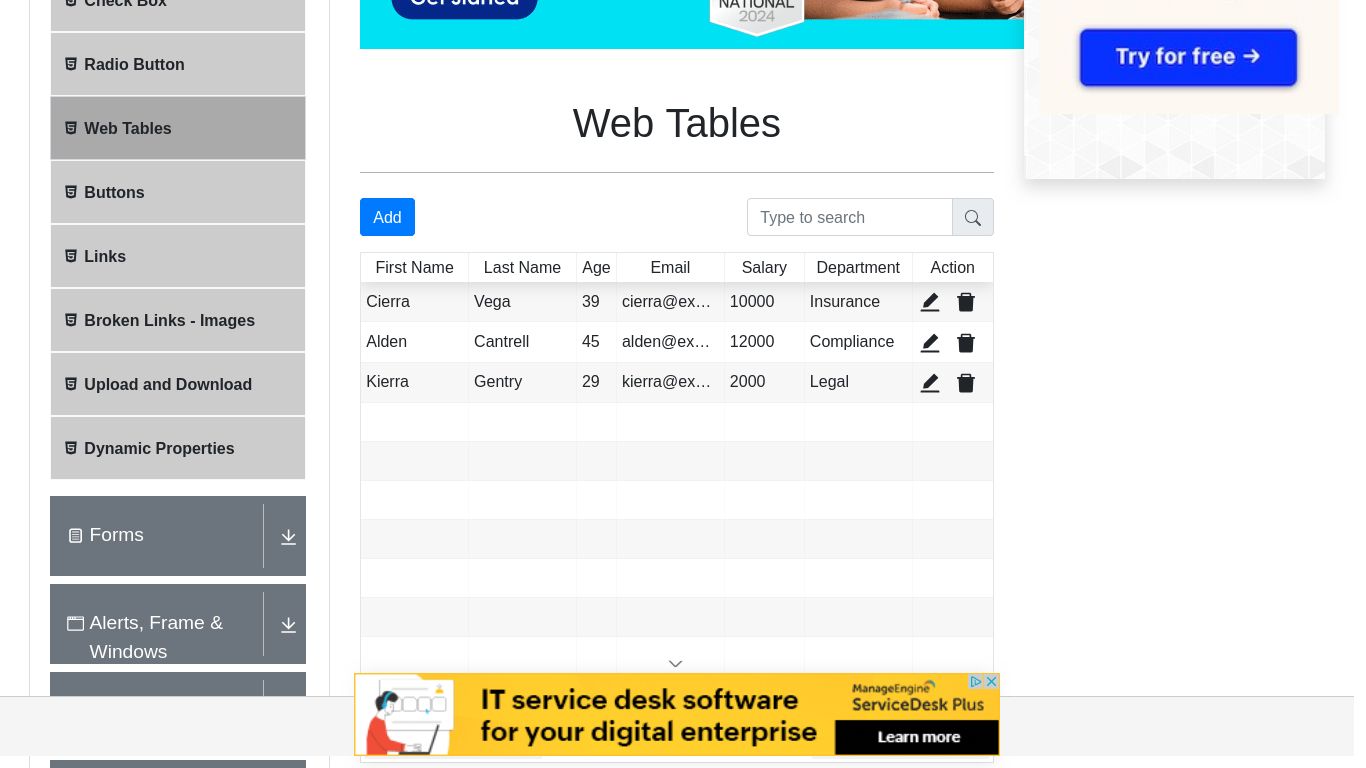 Check Box
Radio Button
Web Tables
Buttons
Links
Broken Links - Images
Upload and Download
Dynamic Properties
Forms
Alerts, Frame &
Windows
Get started
NATIONAL
2024
Try for free →
Web Tables
Add
Type to search
First Name Last Name Age Email Salary Department Action
Cierra Vega 39 cierra@ex… 10000 Insurance
Alden Cantrell 45 alden@ex… 12000 Compliance
Kierra Gentry 29 kierra@ex… 2000 Legal
IT service desk software
for your digital enterprise
ManageEngine
ServiceDesk Plus
Learn more